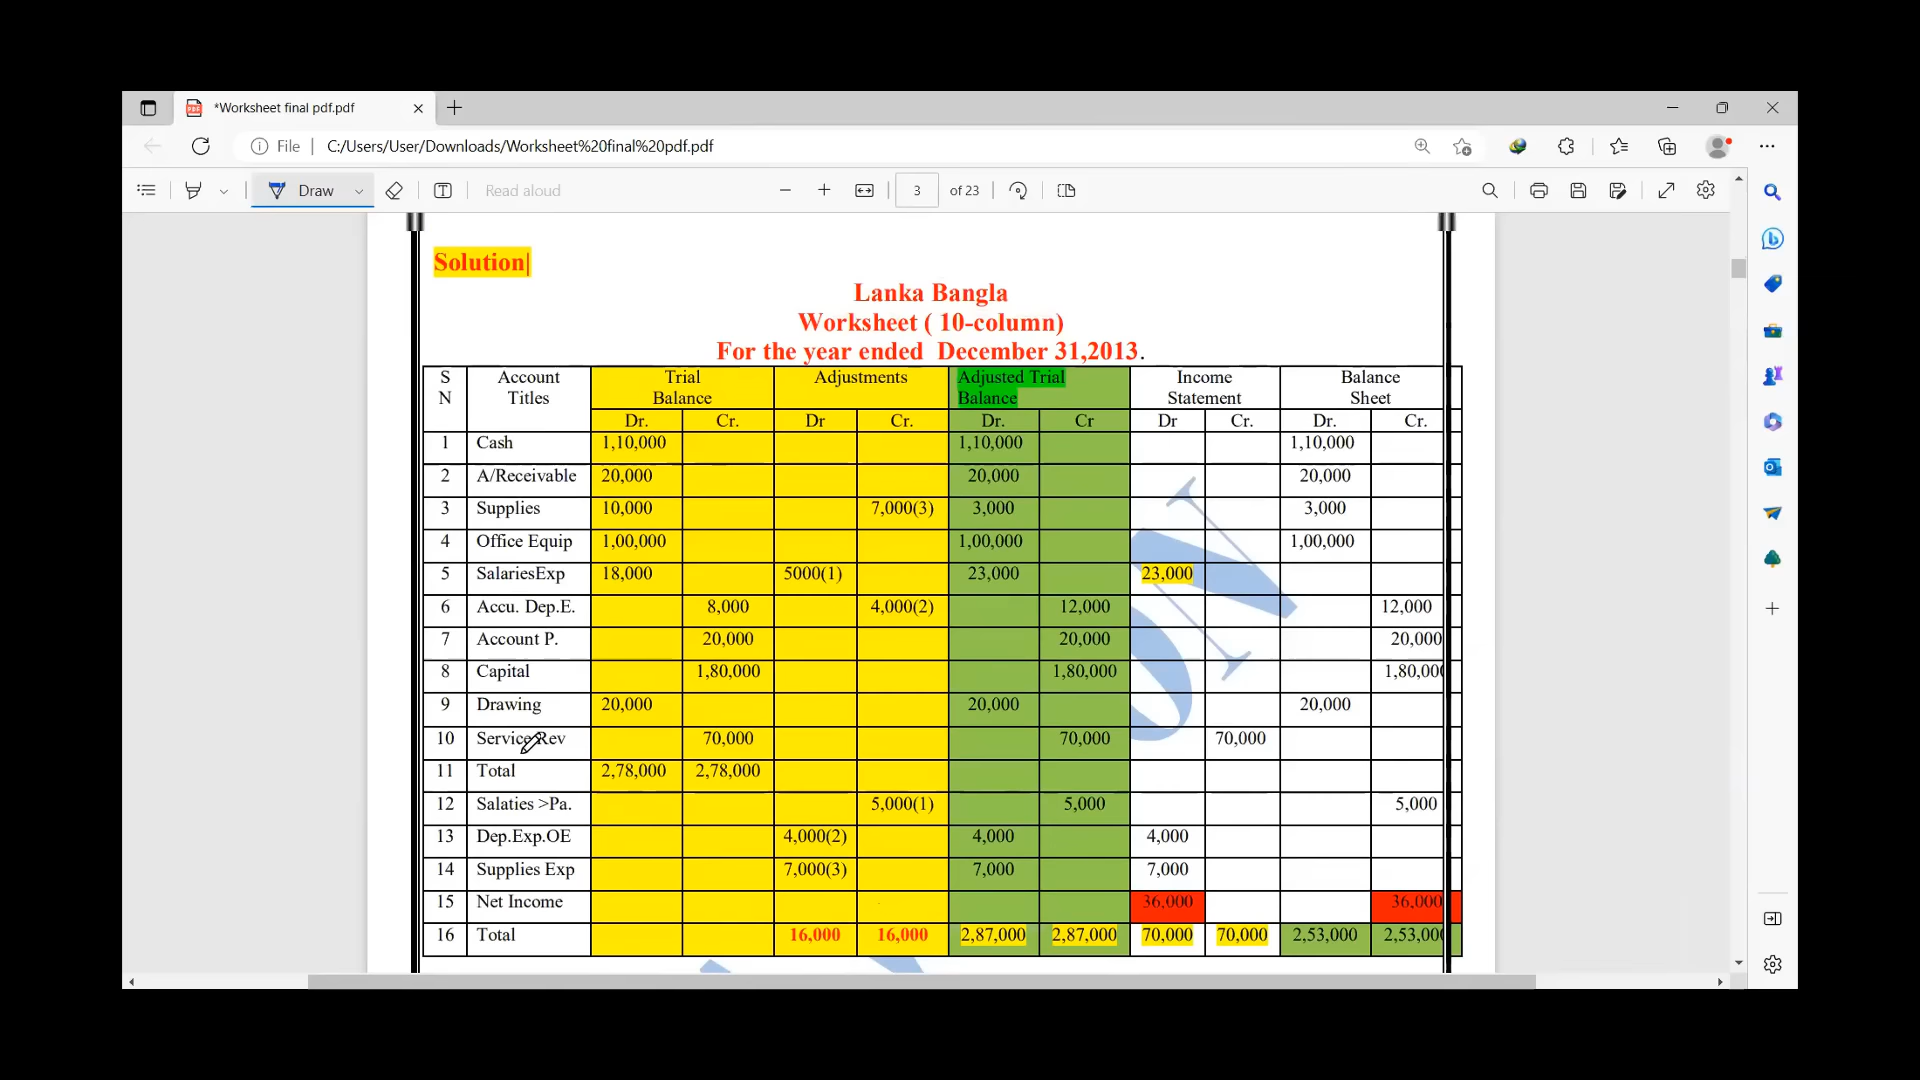 *Worksheet final pdf.pdf
File | C:/Users/User/Downloads/Worksheet%20final%20pdf.pdf
Draw Read aloud 3 of 23
Solution|
Lanka Bangla
Worksheet ( 10-column)
For the year ended December 31,2013.
S N Account Titles Trial Balance Adjustments Adjusted Trial Balance Income Statement Balance Sheet
Dr. Cr. Dr Cr. Dr. Cr Dr Cr. Dr. Cr.
1 Cash 1,10,000 1,10,000 1,10,000
2 A/Receivable 20,000 20,000 20,000
3 Supplies 10,000 7,000(3) 3,000 3,000
4 Office Equip 1,00,000 1,00,000 1,00,000
5 SalariesExp 18,000 5000(1) 23,000 23,000
6 Accu. Dep.E. 8,000 4,000(2) 12,000 12,000
7 Account P. 20,000 20,000 20,000
8 Capital 1,80,000 1,80,000 1,80,000
9 Drawing 20,000 20,000 20,000
10 Service Rev 70,000 70,000 70,000
11 Total 2,78,000 2,78,000
12 Salaties >Pa. 5,000(1) 5,000 5,000
13 Dep.Exp.OE 4,000(2) 4,000 4,000
14 Supplies Exp 7,000(3) 7,000 7,000
15 Net Income 36,000 36,000
16 Total 16,000 16,000 2,87,000 2,87,000 70,000 70,000 2,53,000 2,53,000